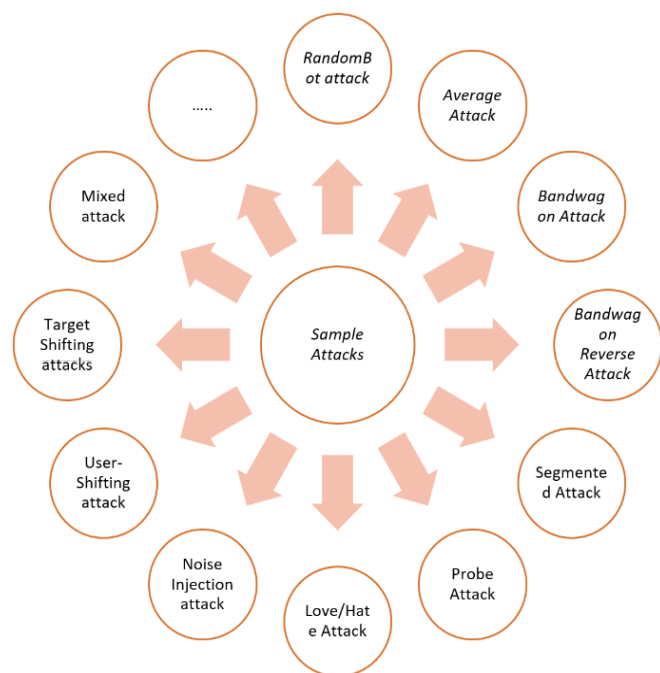 RandomB
ot attack
Average
Attack
Bandwag
on Attack
Bandwag
on
Reverse
Attack
Segmente
d Attack
Probe
Attack
Love/Hat
e Attack
Noise
Injection
attack
User-
Shifting
attack
Target
Shifting
attacks
Mixed
attack
.....
Sample
Attacks